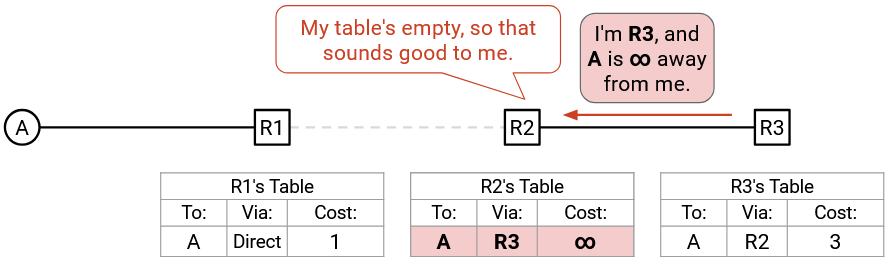 My table's empty, so that
sounds good to me.
I'm R3, and
A is ∞ away
from me.
A
R1
R2
R3
R1's Table
To: Via: Cost:
A Direct 1
R2's Table
To: Via: Cost:
A R3 ∞
R3's Table
To: Via: Cost:
A R2 3